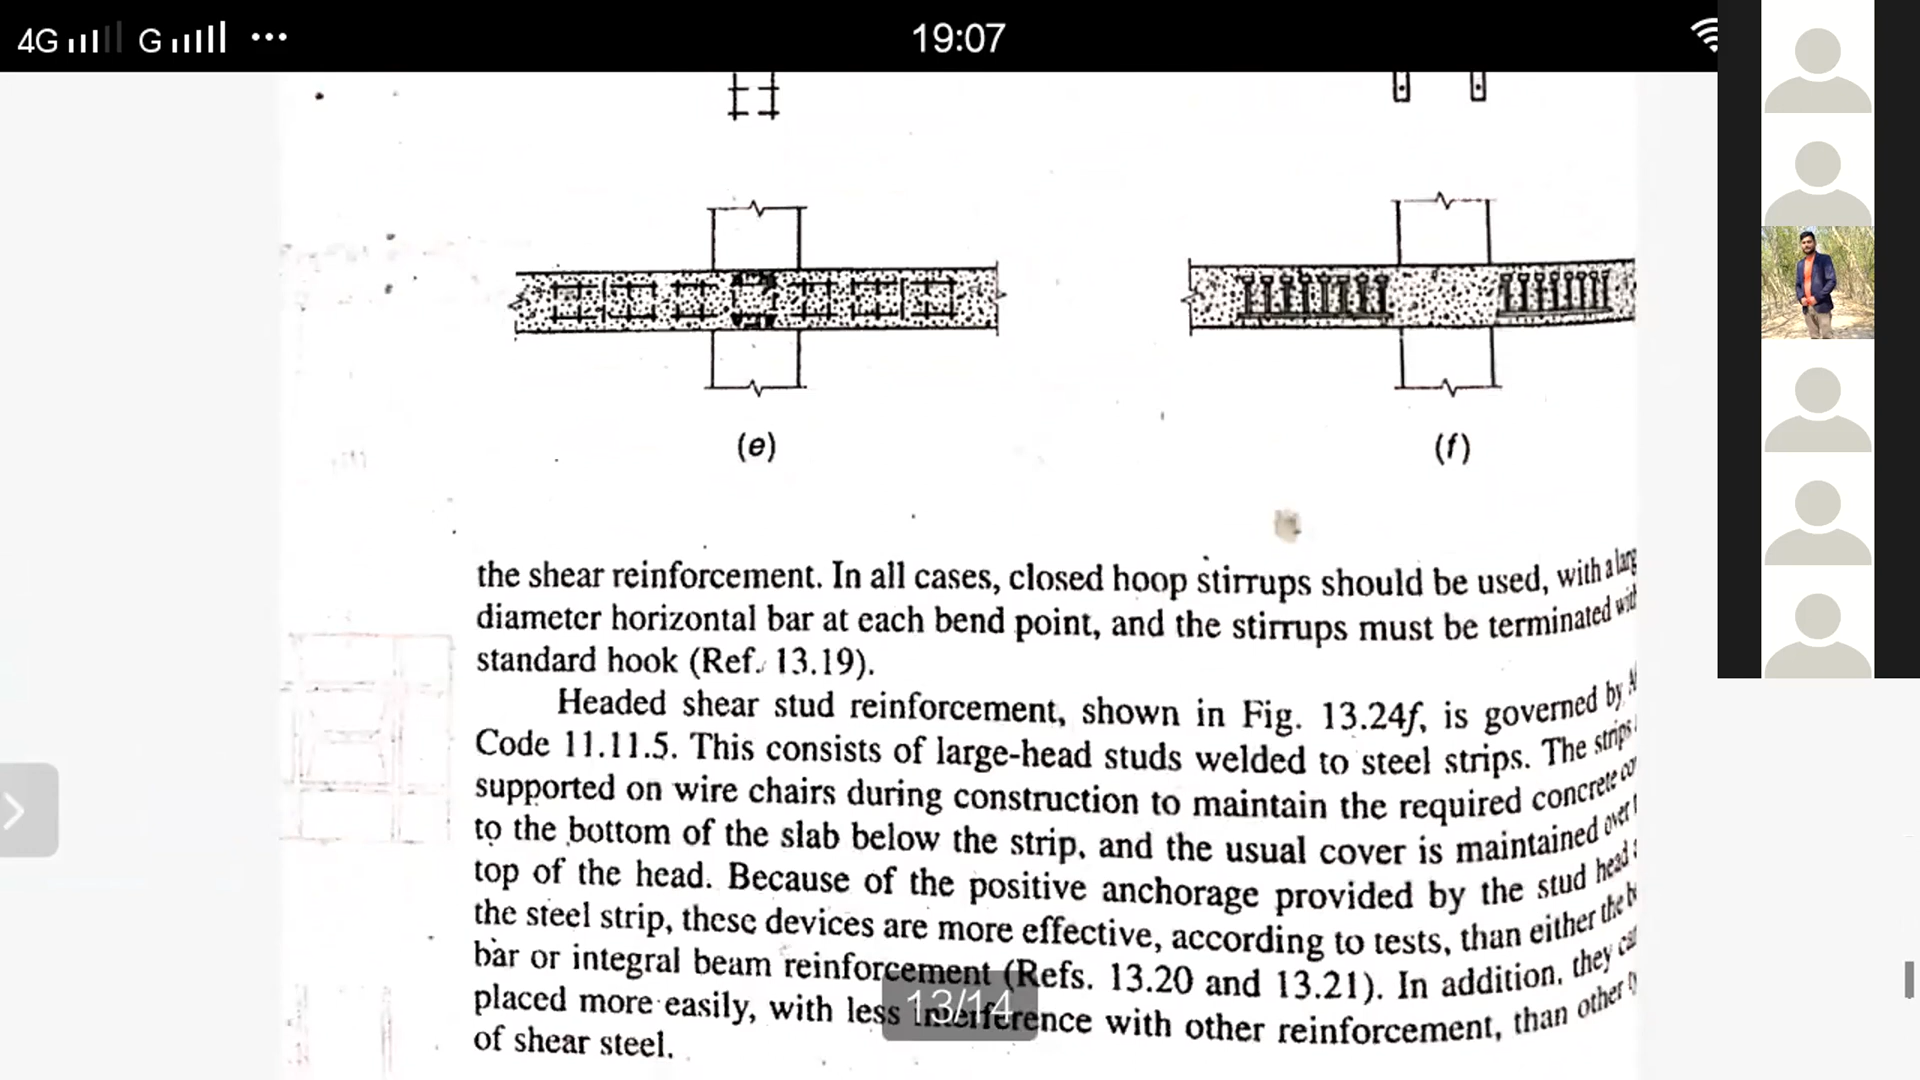 4G G ••• 19:07
(e) (f)
the shear reinforcement. In all cases, closed hoop stirrups should be used, with a
diameter horizontal bar at each bend point, and the stirrups must be terminated
standard hook (Ref. 13.19).
Headed shear stud reinforcement, shown in Fig. 13.24f, is governed by
Code 11.11.5. This consists of large-head studs welded to steel strips. The strips
supported on wire chairs during construction to maintain the required concrete
to the bottom of the slab below the strip, and the usual cover is maintained over
top of the head. Because of the positive anchorage provided by the stud head
the steel strip, these devices are more effective, according to tests, than either the
bar or integral beam reinforcement (Refs. 13.20 and 13.21). In addition, they
placed more easily, with less interference with other reinforcement, than other
of shear steel.
13/14